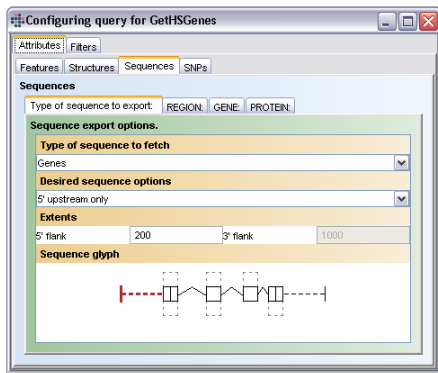 Configuring query for GetHSGenes
Attributes Filters
Features Structures Sequences SNPs
Sequences
Type of sequence to export: REGION: GENE: PROTEIN:
Sequence export options.
Type of sequence to fetch
Genes
Desired sequence options
5' upstream only
Extents
5' flank 200 3' flank 1000
Sequence glyph